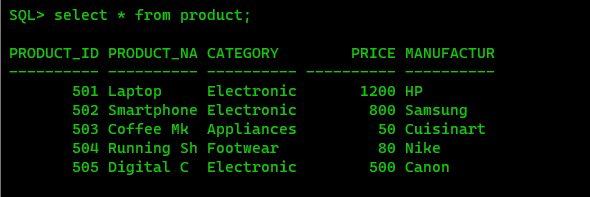 SQL> select * from product;
PRODUCT_ID PRODUCT_NA CATEGORY        PRICE MANUFACTUR
---------- ---------- ---------- ---------- ----------
       501 Laptop     Electronic       1200 HP
       502 Smartphone Electronic        800 Samsung
       503 Coffee Mk  Appliances         50 Cuisinart
       504 Running Sh Footwear           80 Nike
       505 Digital C  Electronic        500 Canon